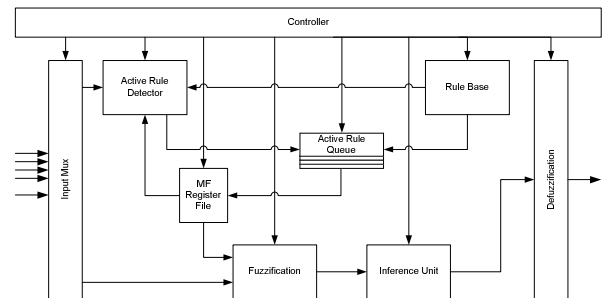 Controller
Active Rule
Detector
Rule Base
Active Rule
Queue
Input Mux
MF
Register
File
Defuzzification
Fuzzification
Inference Unit